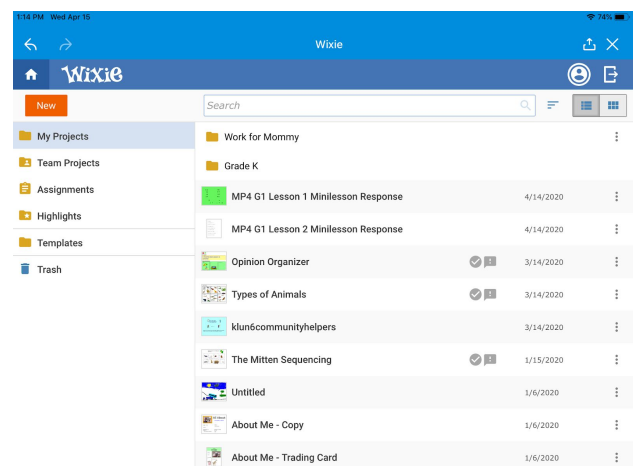 1:14 PM Wed Apr 15 74%
Wixie
Wixie
New Search
My Projects
Team Projects
Assignments
Highlights
Templates
Trash
Work for Mommy
Grade K
MP4 G1 Lesson 1 Minilesson Response 4/14/2020
MP4 G1 Lesson 2 Minilesson Response 4/14/2020
Opinion Organizer 3/14/2020
Types of Animals 3/14/2020
klun6communityhelpers 3/14/2020
The Mitten Sequencing 1/15/2020
Untitled 1/6/2020
About Me - Copy 1/6/2020
About Me - Trading Card 1/6/2020